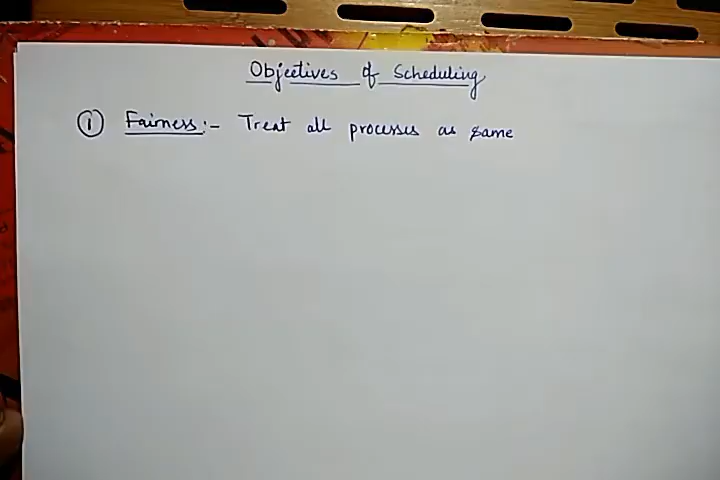 Objectives of Scheduling
① Fairness:- Treat all processes as same